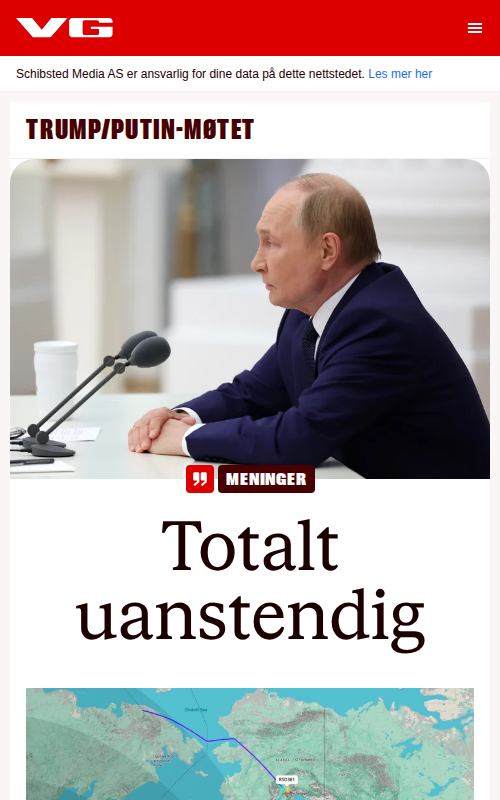 VG
Schibsted Media AS er ansvarlig for dine data på dette nettstedet. Les mer her
TRUMP/PUTIN-MØTET
MENINGER
Totalt
uanstendig